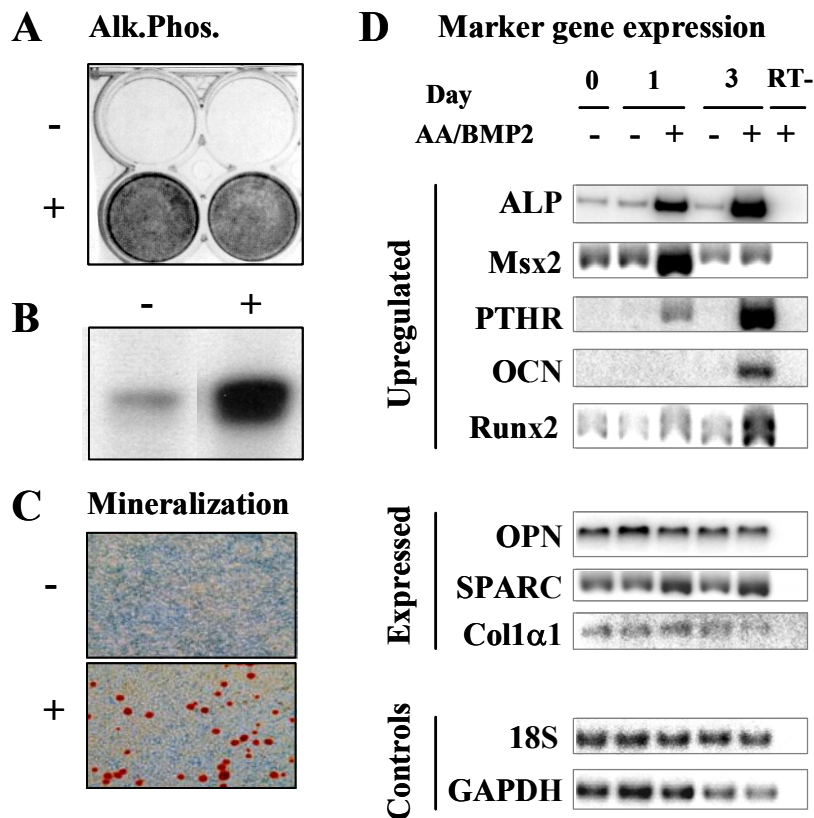 A Alk.Phos.
-
+
B - +
C Mineralization
-
+
D Marker gene expression
Day 0 1 3 RT-
AA/BMP2 - - + - + +
Upregulated
ALP
Msx2
PTHR
OCN
Runx2
Expressed
OPN
SPARC
Col1α1
Controls
18S
GAPDH